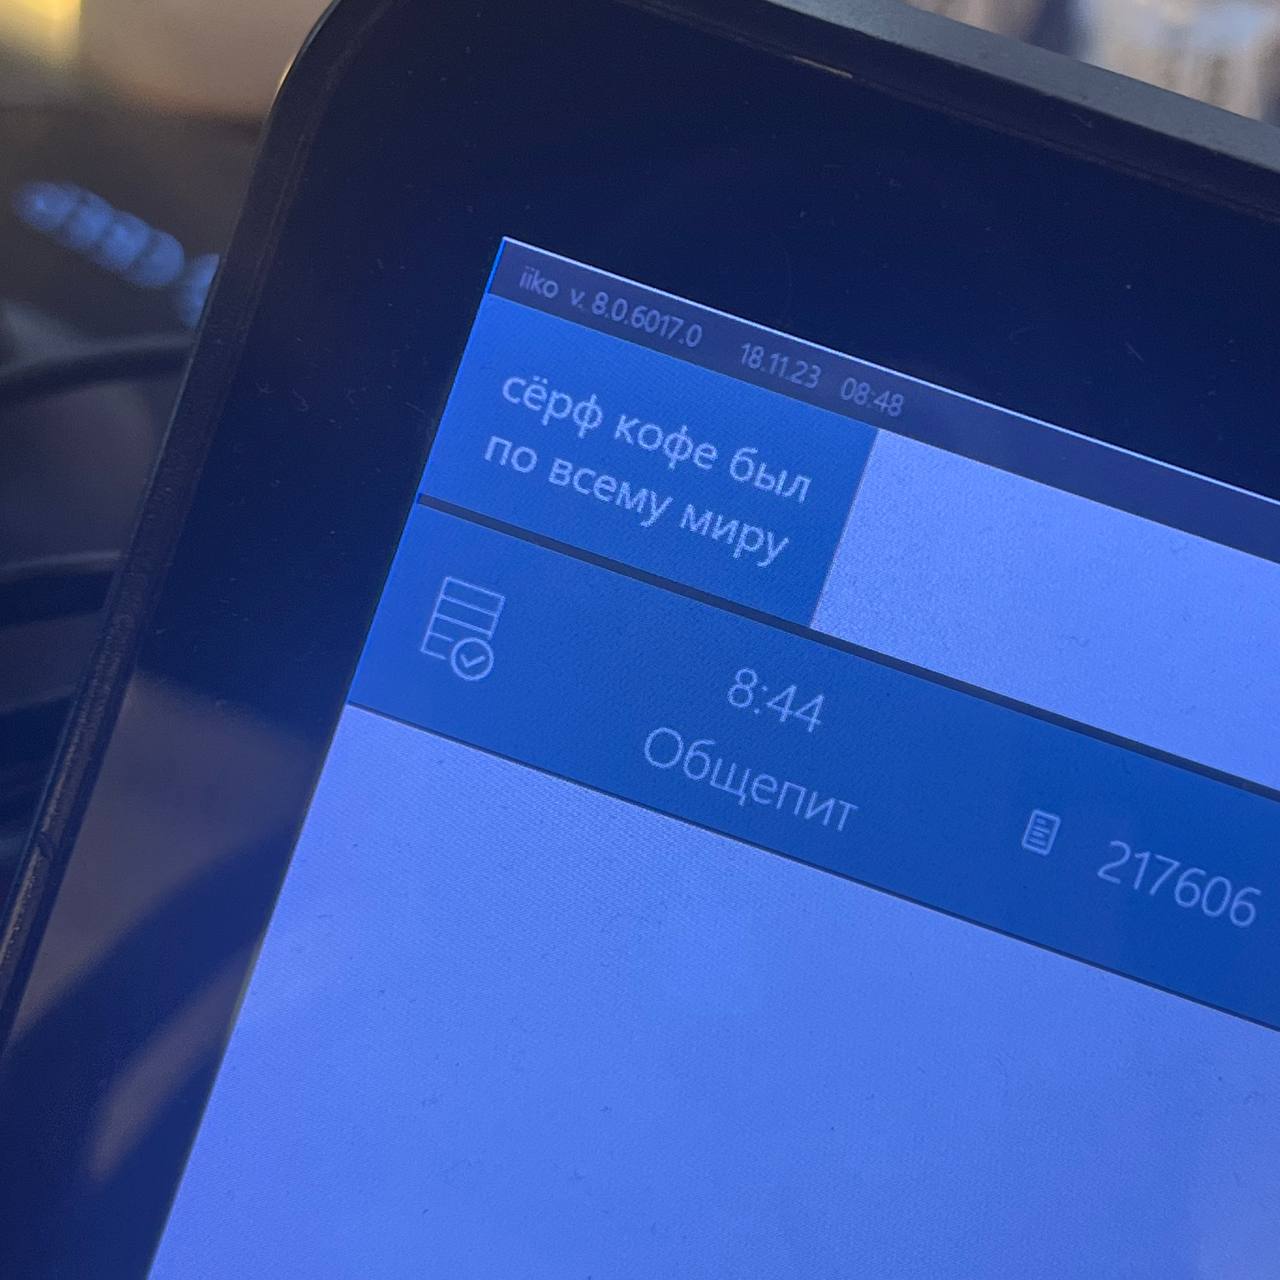 iiko v. 8.0.6017.0 18.11.23 08:48
сёрф кофе был
по всему миру
8:44
Общепит
217606